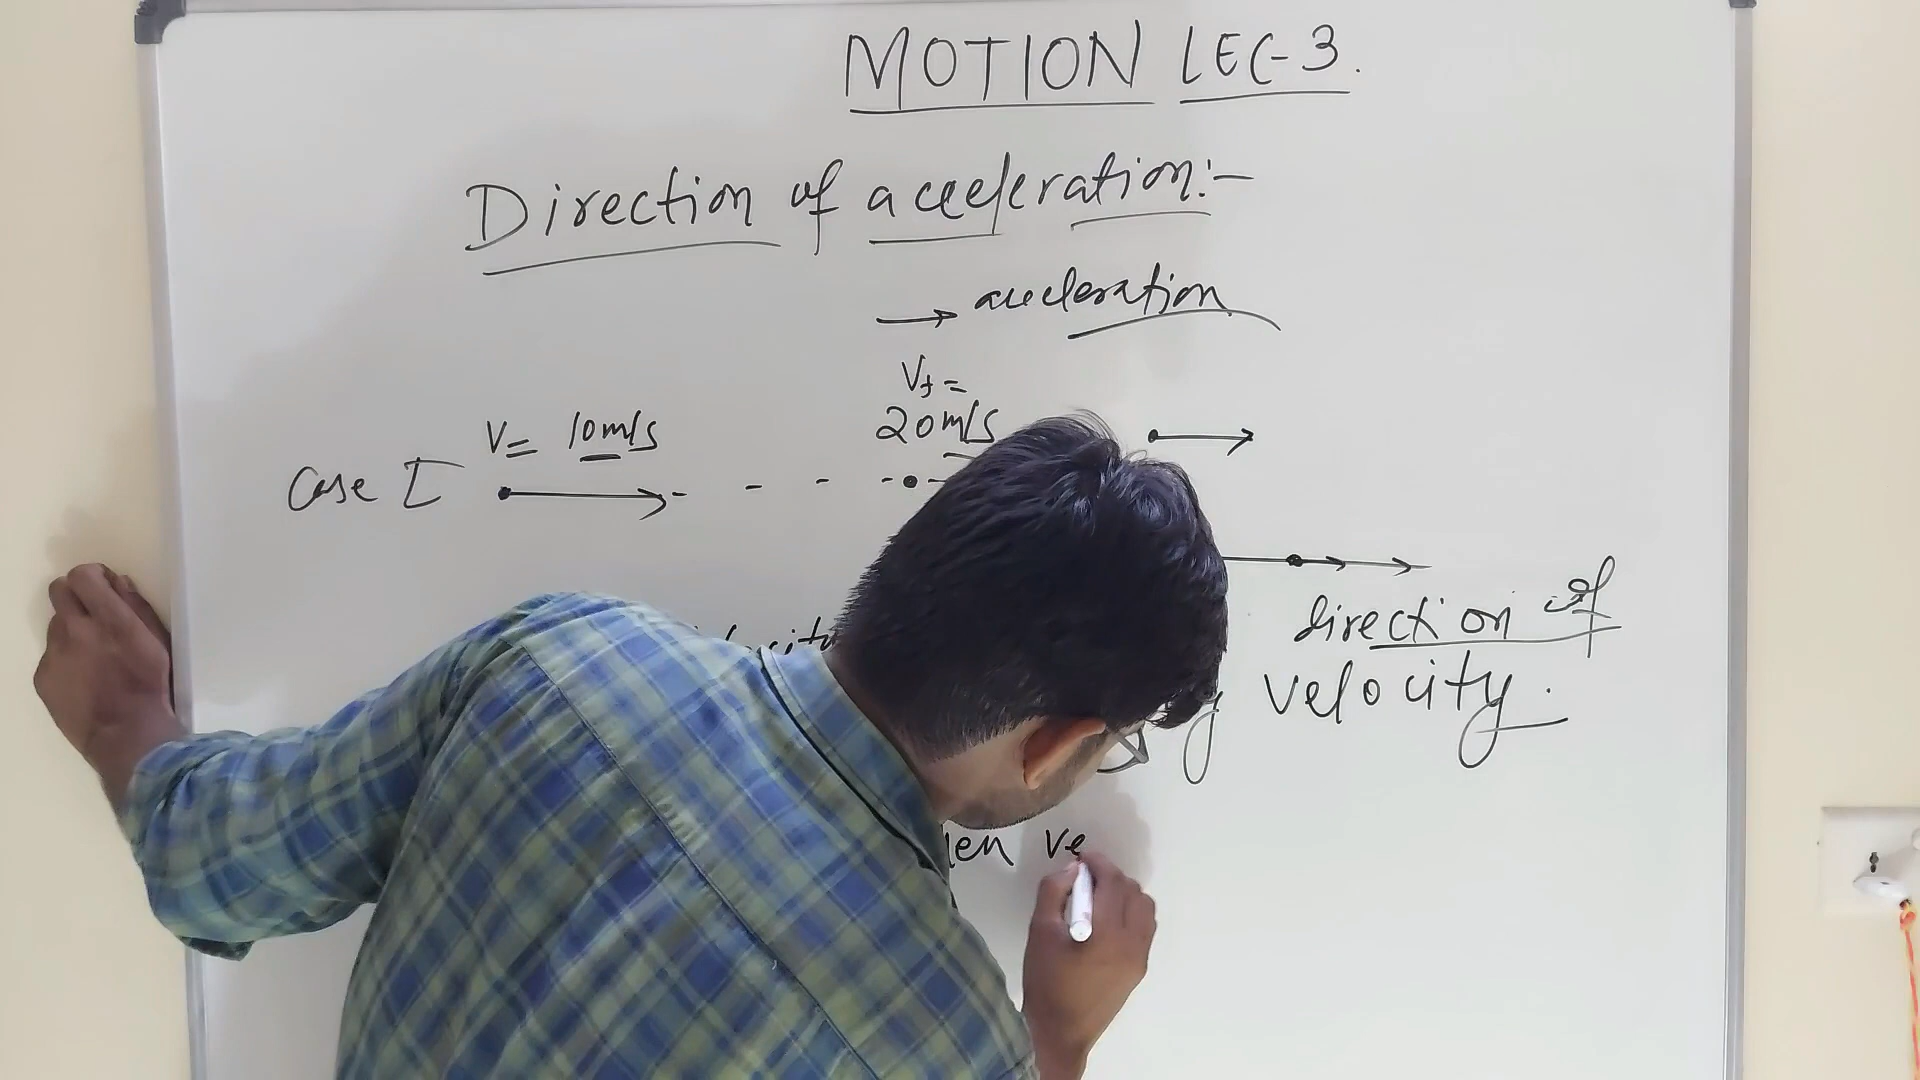 MOTION LEC-3.
Direction of acceleration:-
acceleration
Vf =
20m/s
V= 10m/s
Case I
direction of
velocity.
ve